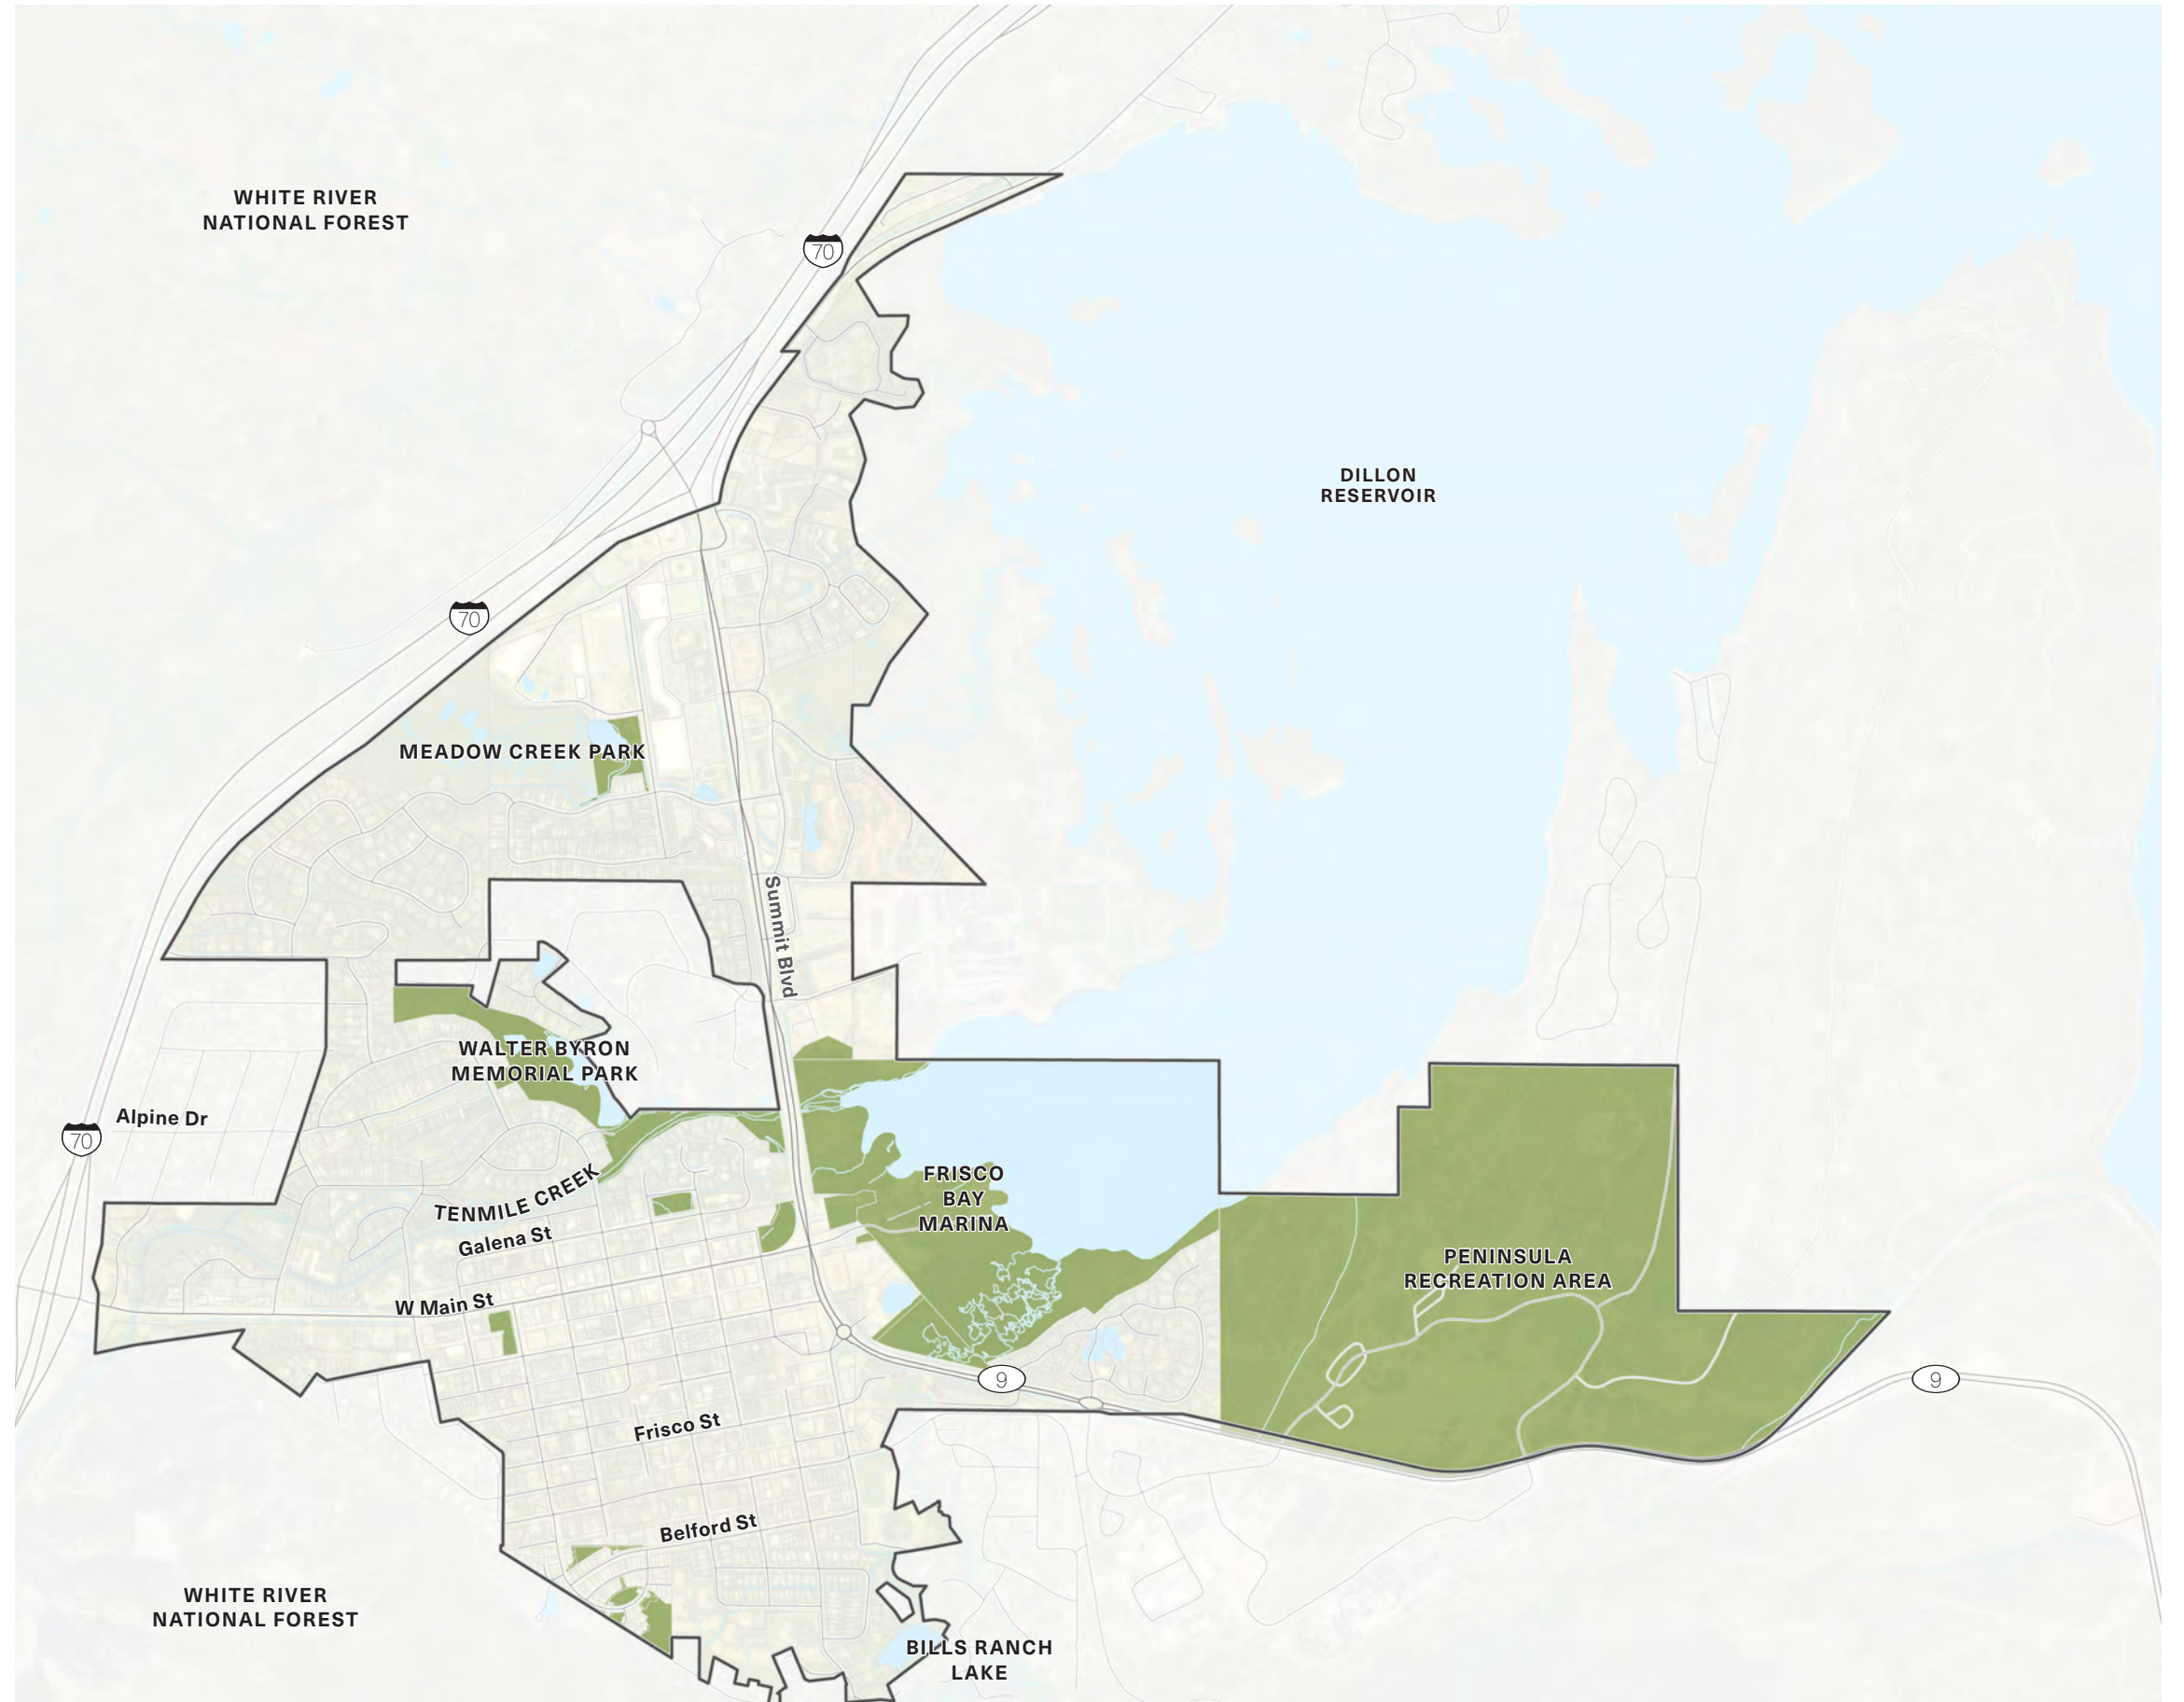 WHITE RIVER
NATIONAL FOREST
70
DILLON
RESERVOIR
70
MEADOW CREEK PARK
Summit Blvd
WALTER BYRON
MEMORIAL PARK
Alpine Dr
70
TENMILE CREEK
FRISCO
BAY
MARINA
Galena St
PENINSULA
RECREATION AREA
W Main St
9
9
Frisco St
Belford St
WHITE RIVER
NATIONAL FOREST
BILLS RANCH
LAKE